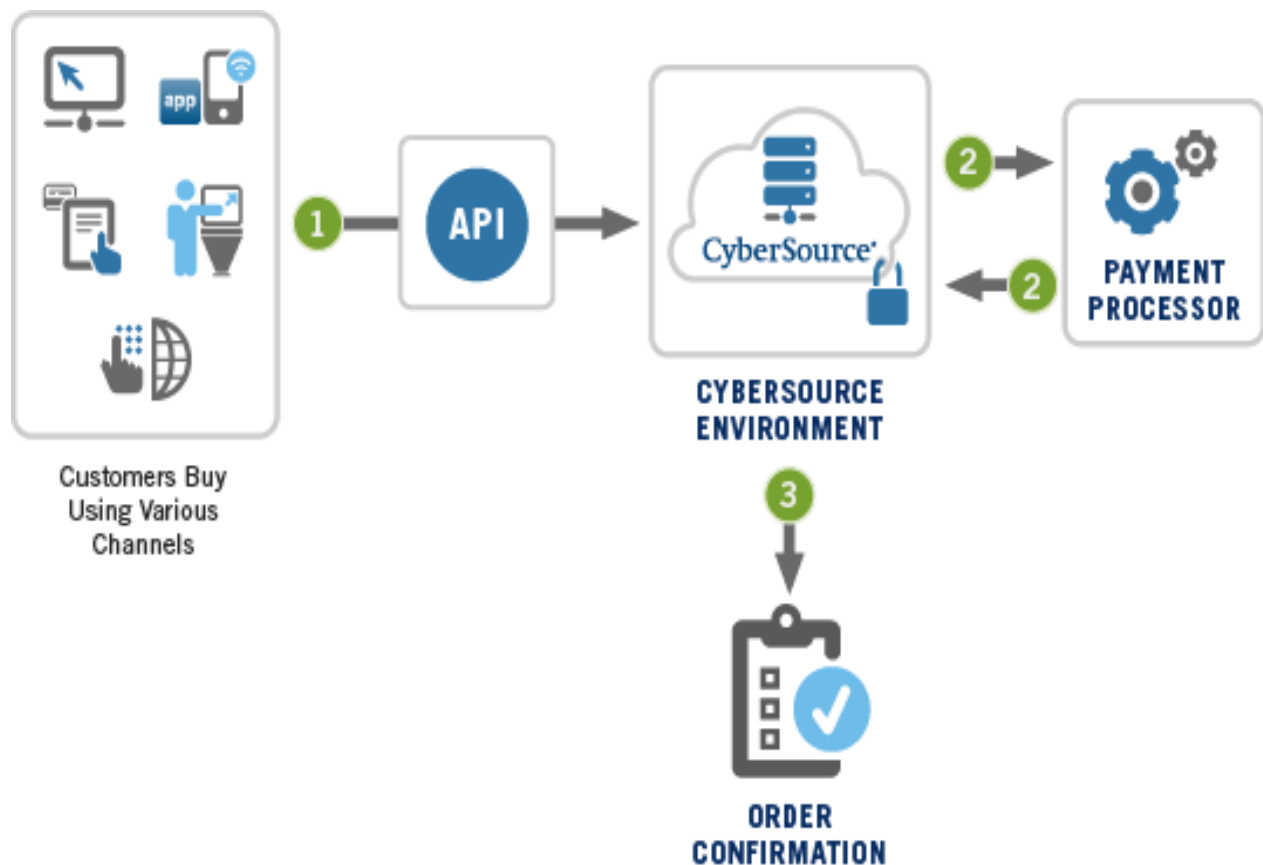 app
Customers Buy
Using Various
Channels
1
API
CyberSource
CYBERSOURCE
ENVIRONMENT
2
2
PAYMENT
PROCESSOR
3
ORDER
CONFIRMATION